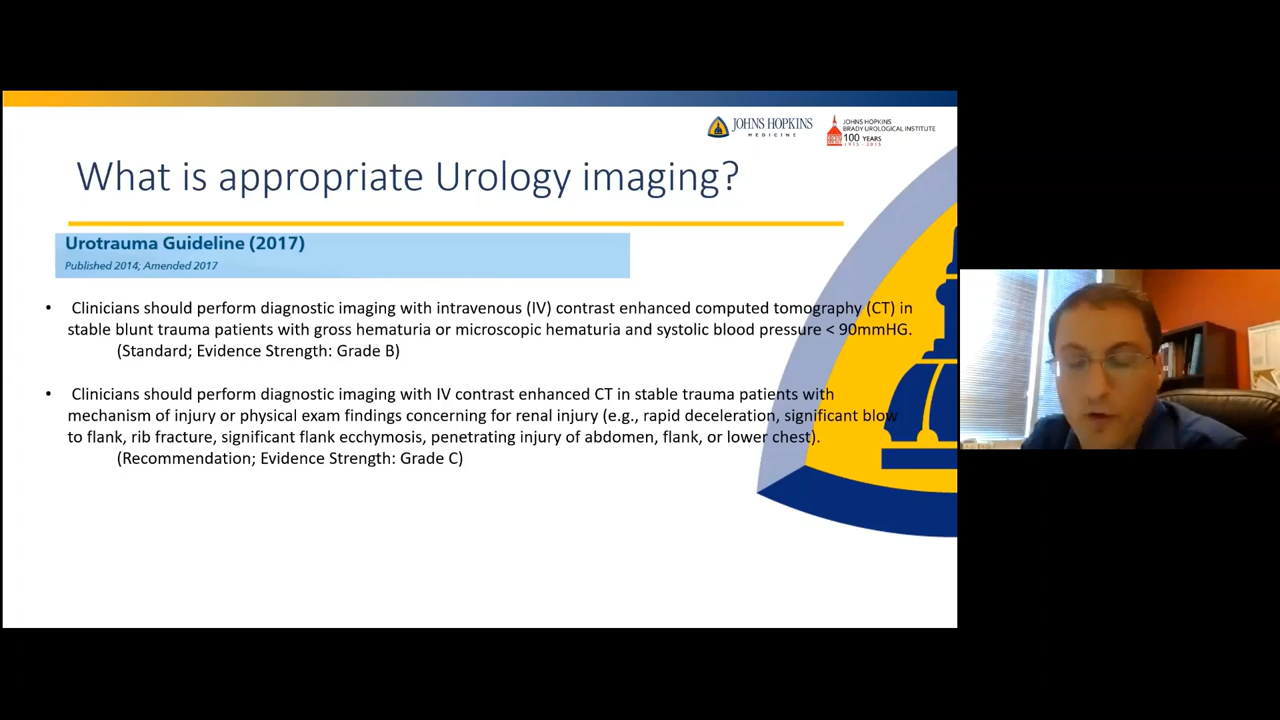 JOHNS HOPKINS
MEDICINE
JOHNS HOPKINS
BRADY UROLOGICAL INSTITUTE
100 YEARS
1915 - 2015
What is appropriate Urology imaging?
Urotrauma Guideline (2017)
Published 2014; Amended 2017
• Clinicians should perform diagnostic imaging with intravenous (IV) contrast enhanced computed tomography (CT) in
stable blunt trauma patients with gross hematuria or microscopic hematuria and systolic blood pressure < 90mmHG.
(Standard; Evidence Strength: Grade B)
• Clinicians should perform diagnostic imaging with IV contrast enhanced CT in stable trauma patients with
mechanism of injury or physical exam findings concerning for renal injury (e.g., rapid deceleration, significant blow
to flank, rib fracture, significant flank ecchymosis, penetrating injury of abdomen, flank, or lower chest).
(Recommendation; Evidence Strength: Grade C)